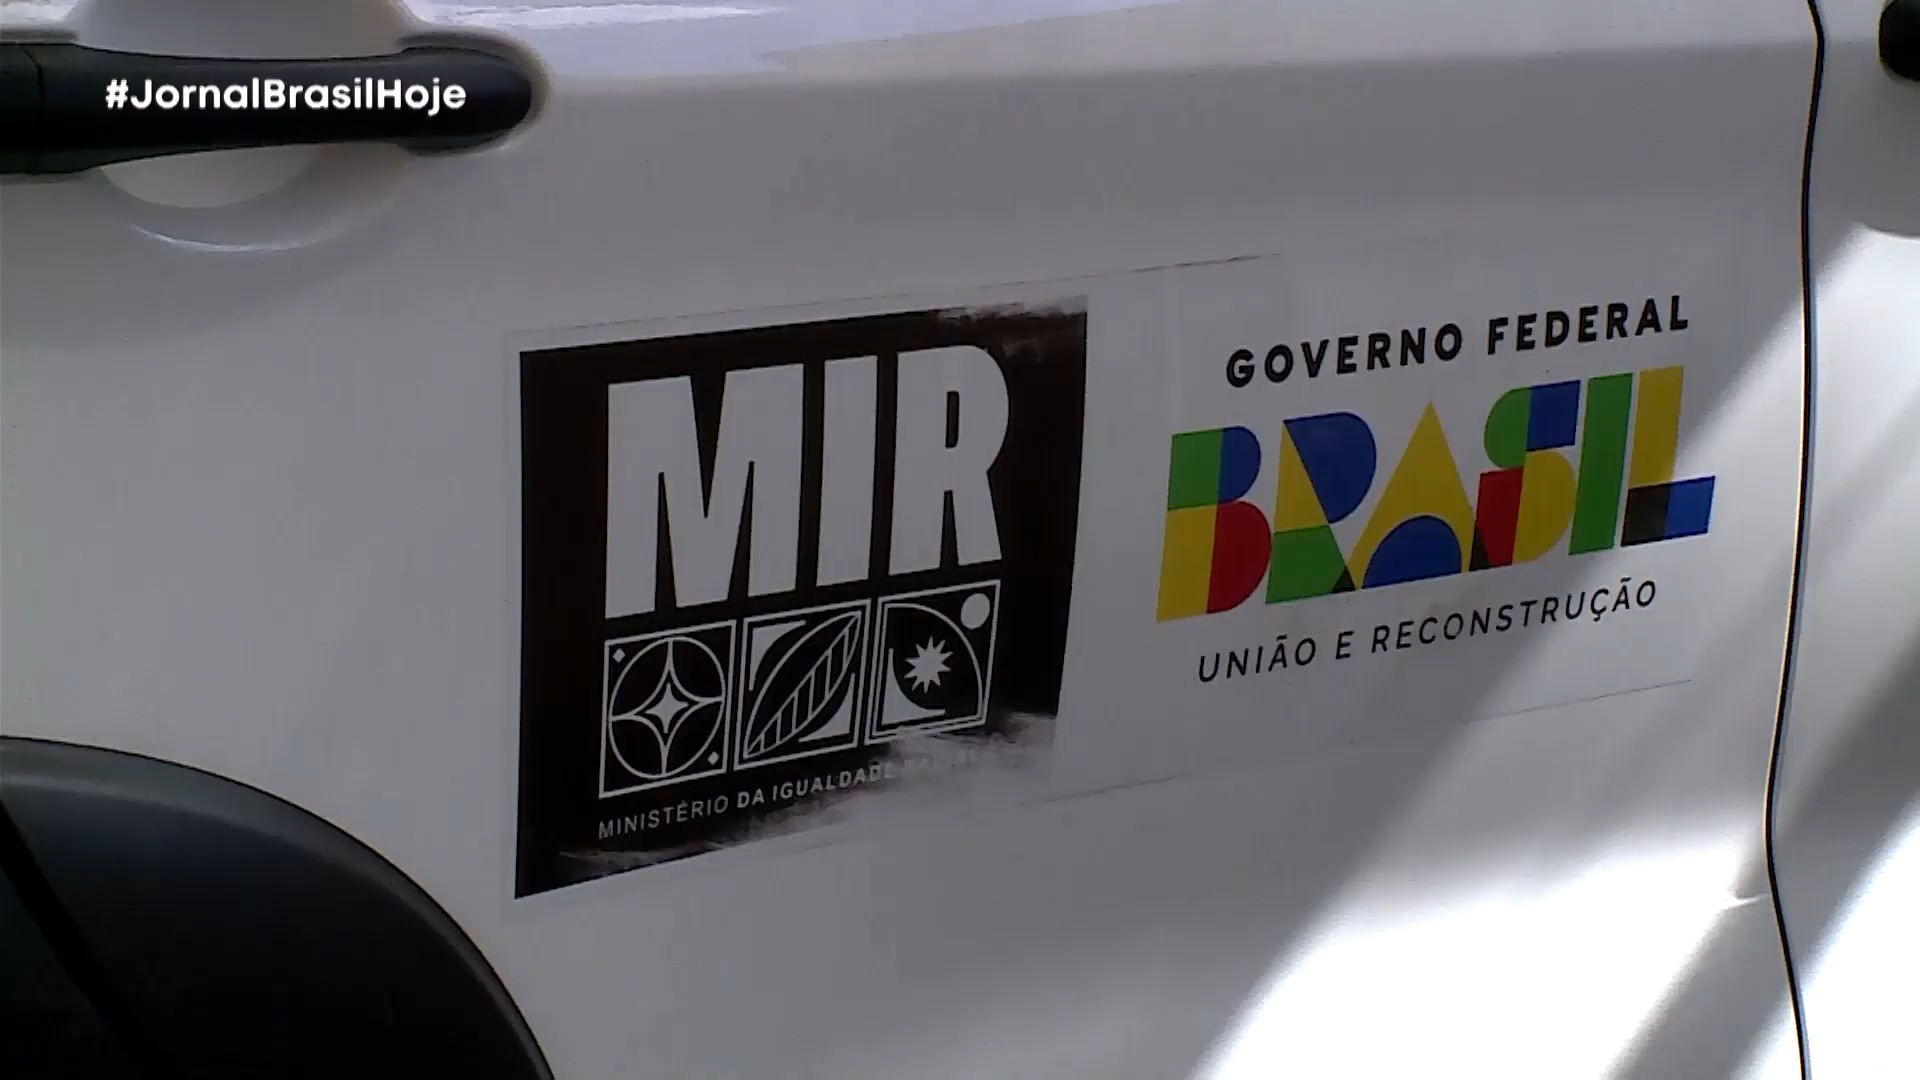 #JornalBrasilHoje
MIR
MINISTÉRIO DA IGUALDADE
GOVERNO FEDERAL
BRASIL
UNIÃO E RECONSTRUÇÃO